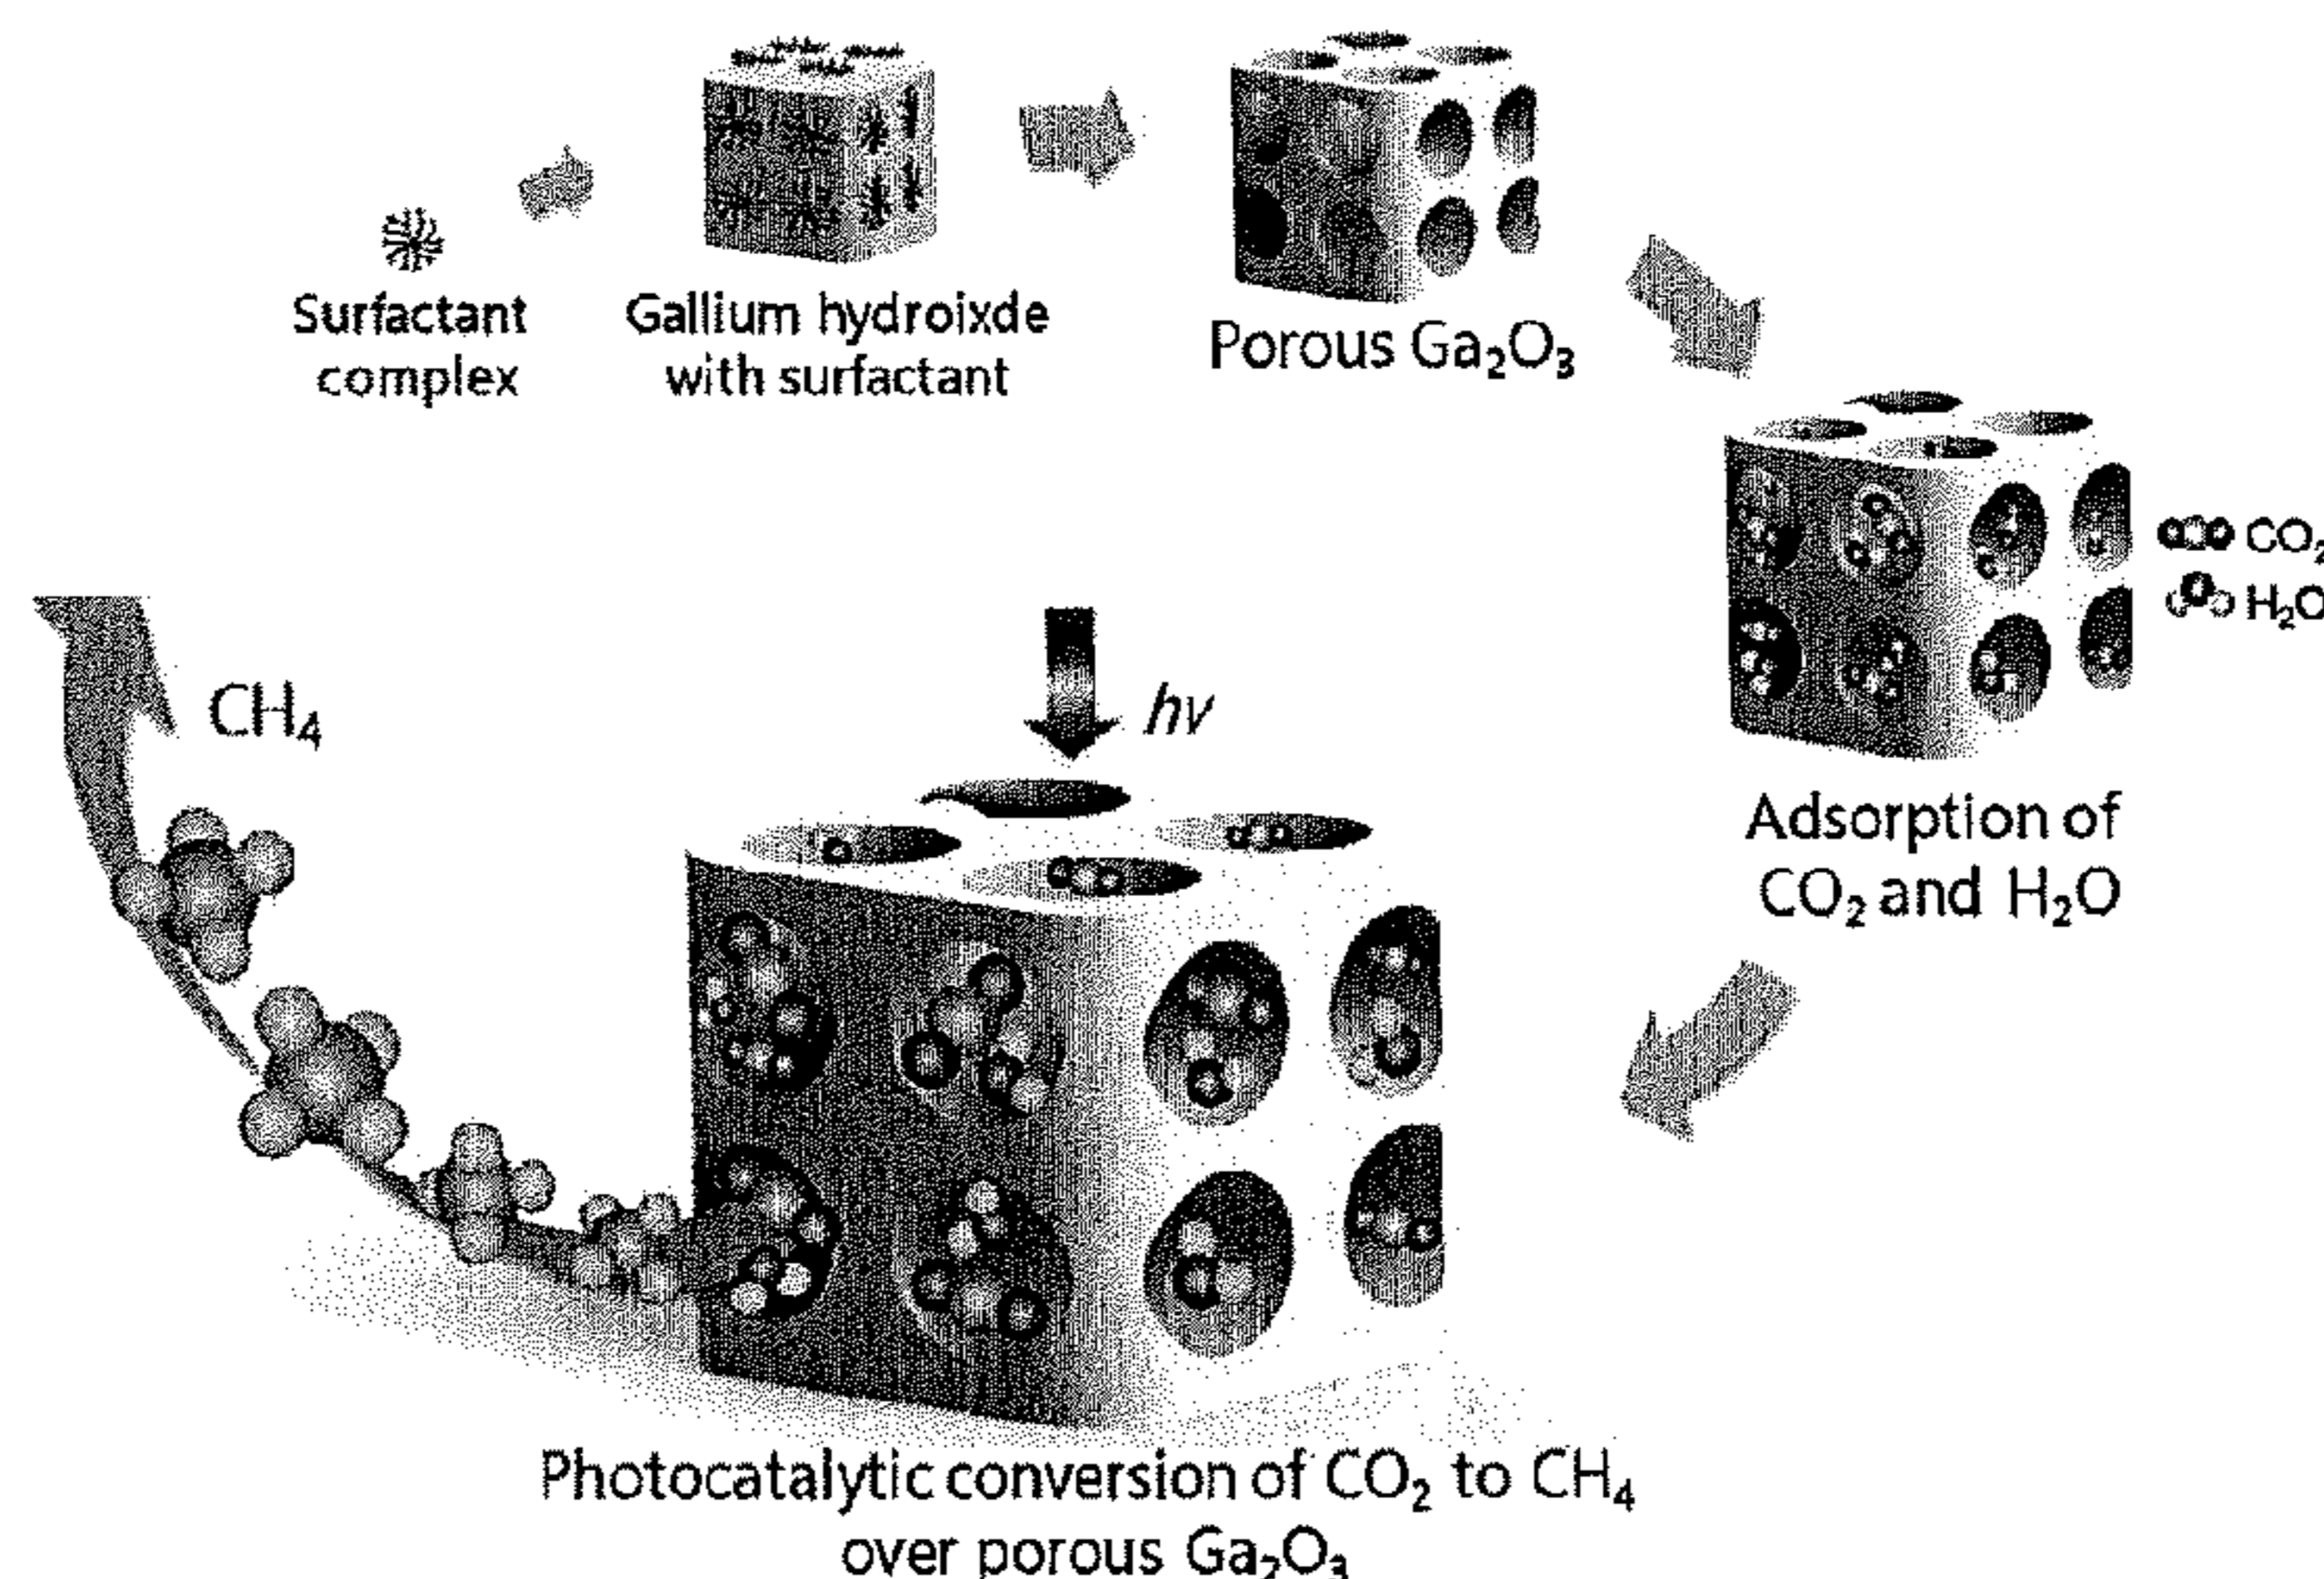 Surfactant
complex
Gallium hydroixde
with surfactant
Porous Ga₂O₃
CO₂
H₂O
Adsorption of
CO₂ and H₂O
hν
CH₄
Photocatalytic conversion of CO₂ to CH₄
over porous Ga₂O₃